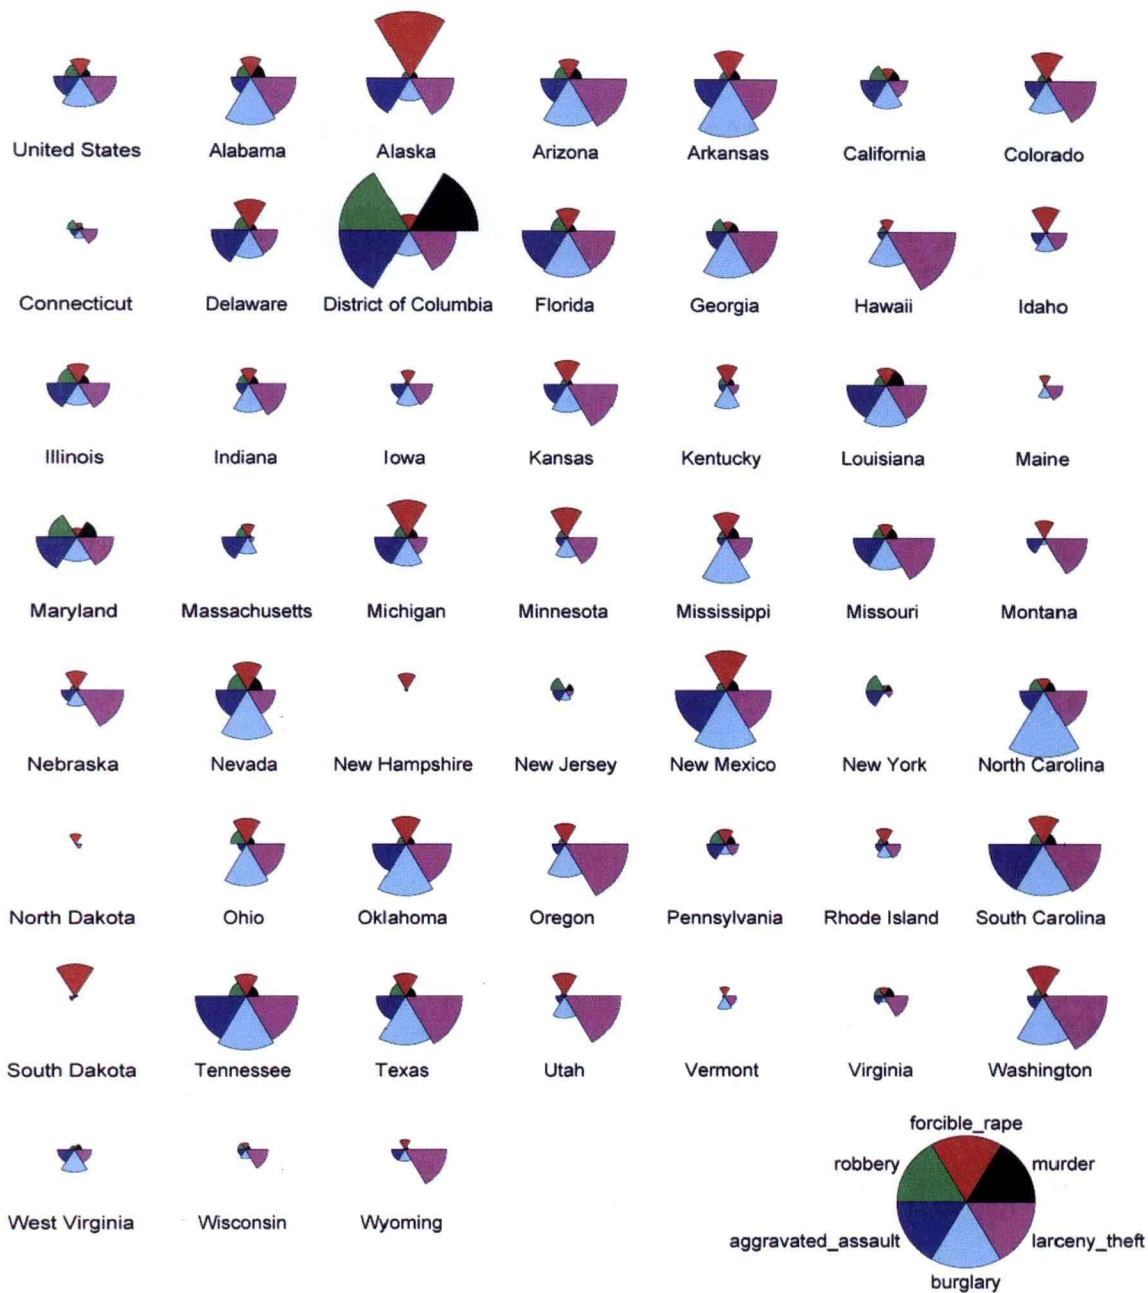 United States Alabama Alaska Arizona Arkansas California Colorado
Connecticut Delaware District of Columbia Florida Georgia Hawaii Idaho
Illinois Indiana Iowa Kansas Kentucky Louisiana Maine
Maryland Massachusetts Michigan Minnesota Mississippi Missouri Montana
Nebraska Nevada New Hampshire New Jersey New Mexico New York North Carolina
North Dakota Ohio Oklahoma Oregon Pennsylvania Rhode Island South Carolina
South Dakota Tennessee Texas Utah Vermont Virginia Washington
West Virginia Wisconsin Wyoming
forcible_rape
robbery murder
aggravated_assault larceny_theft
burglary